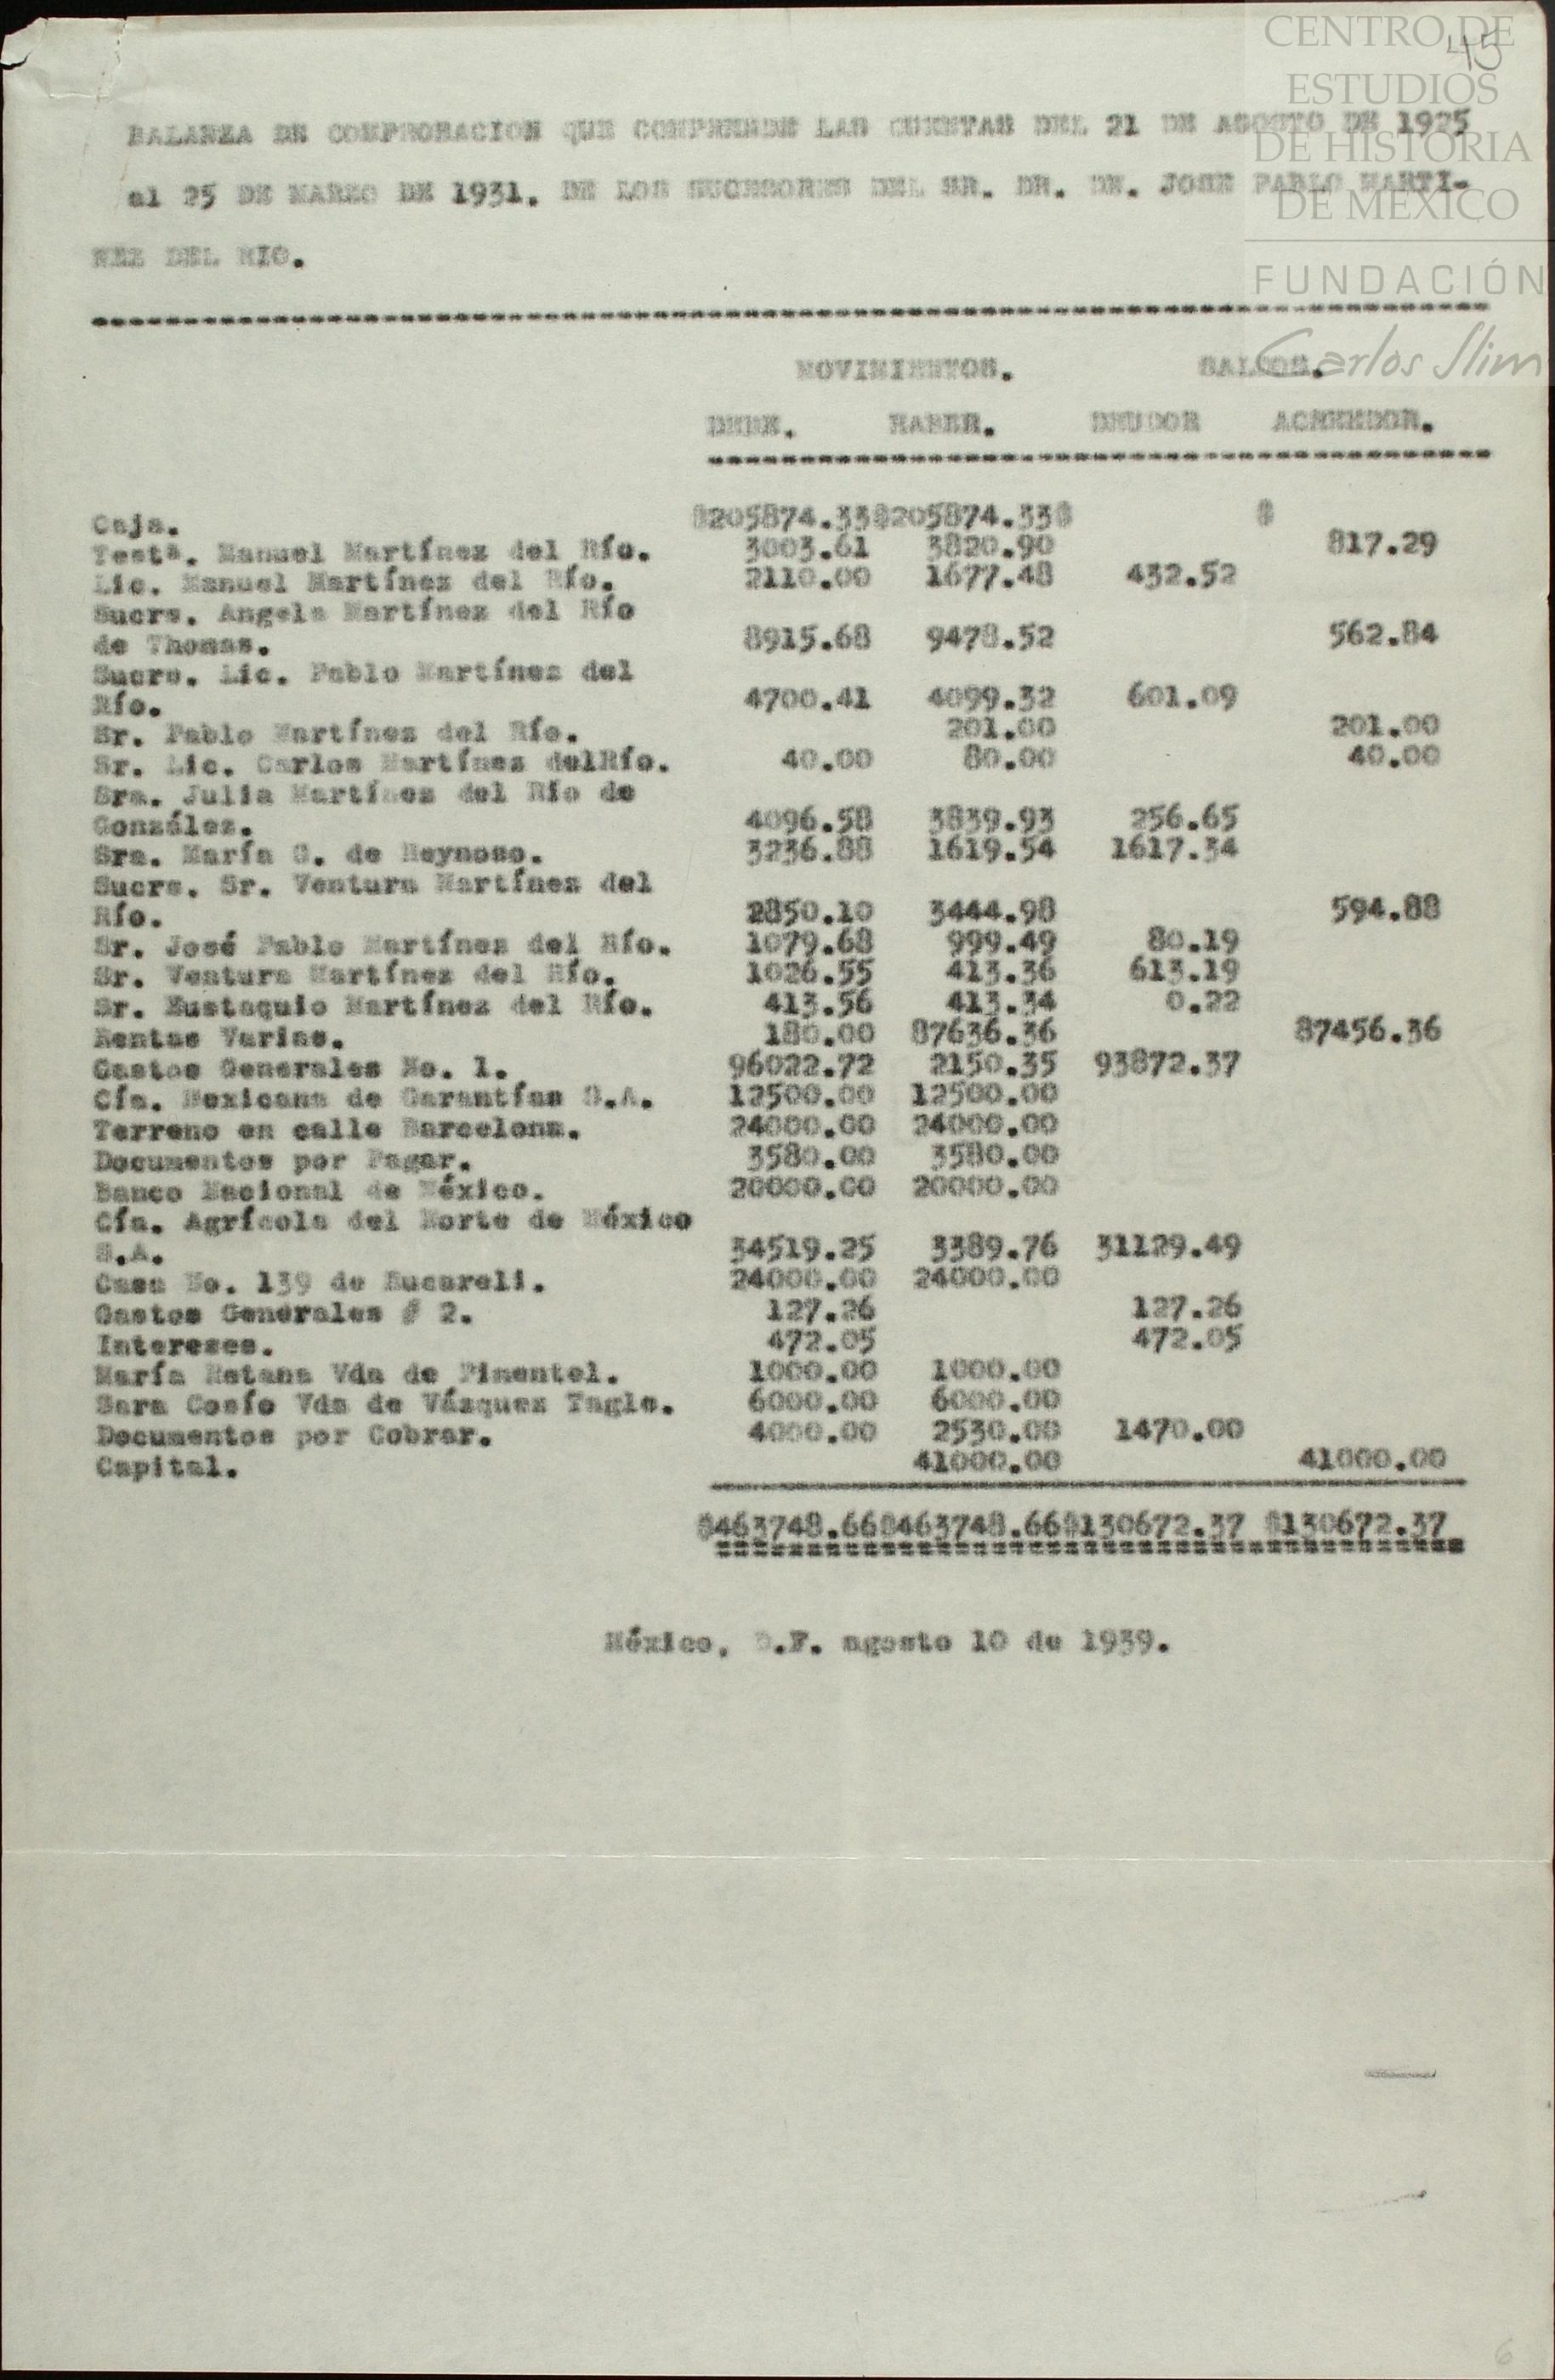 CENTRO DE
45
ESTUDIOS
DE HISTORIA
DE MEXICO
FUNDACIÓN
Carlos Slim
BALANZA DE COMPROBACION QUE COMPRENDE LAS CUENTAS DEL 21 DE AGOSTO DE 1925
al 25 DE MARZO DE 1931. DE LOS SUCESORES DEL SR. DR. DN. JOSE PABLO MARTI-
NEZ DEL RIO.
MOVIMIENTOS. SALDOS.
DEBE. HABER. DEUDOR ACREEDOR.
Caja. $205874.33$205874.33$ $
Testª. Manuel Martínez del Río. 3003.61 3820.90 817.29
Lic. Manuel Martínez del Río. 2110.00 1677.48 432.52
Sucrs. Angela Martínez del Río
de Thomas. 8915.68 9478.52 562.84
Sucrs. Lic. Pablo Martínez del
Río. 4700.41 4099.32 601.09
Sr. Pablo Martínez del Río. 201.00 201.00
Sr. Lic. Carlos Martínez delRío. 40.00 80.00 40.00
Sra. Julia Martínez del Río de
González. 4096.58 3839.93 256.65
Sra. María G. de Reynoso. 3236.88 1619.54 1617.34
Sucrs. Sr. Ventura Martínez del
Río. 2850.10 3444.98 594.88
Sr. José Pablo Martínez del Río. 1079.68 999.49 80.19
Sr. Ventura Martínez del Río. 1026.55 413.36 613.19
Sr. Eustaquio Martínez del Río. 413.56 413.34 0.22
Rentas Varias. 180.00 87636.36 87456.36
Gastos Generales No. 1. 96022.72 2150.35 93872.37
Cía. Mexicana de Garantías S.A. 12500.00 12500.00
Terreno en calle Barcelona. 24000.00 24000.00
Documentos por Pagar. 3580.00 3580.00
Banco Nacional de México. 20000.00 20000.00
Cía. Agrícola del Norte de México
S.A. 34519.25 3389.76 31129.49
Casa No. 139 de Bucareli. 24000.00 24000.00
Gastos Generales # 2. 127.26 127.26
Intereses. 472.05 472.05
María Retana Vda de Pimentel. 1000.00 1000.00
Sara Cosío Vda de Vázquez Tagle. 6000.00 6000.00
Documentos por Cobrar. 4000.00 2530.00 1470.00
Capital. 41000.00 41000.00
$463748.66$463748.66$130672.37 $130672.37
México, D.F. agosto 10 de 1939.
6